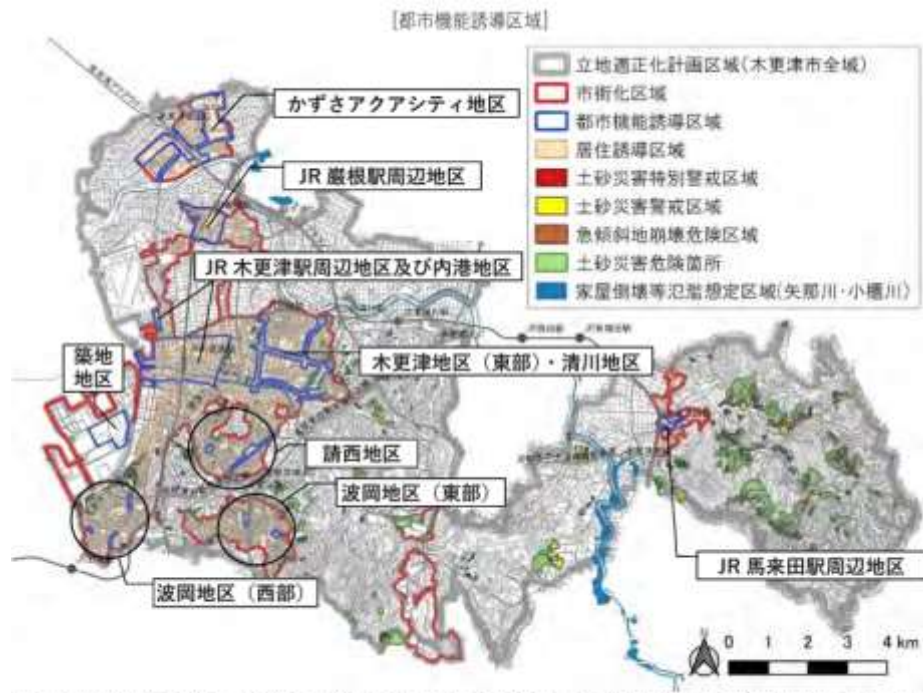 [都市機能誘導区域]
立地適正化計画区域(木更津市全域)
市街化区域
都市機能誘導区域
居住誘導区域
土砂災害特別警戒区域
土砂災害警戒区域
急傾斜地崩壊危険区域
土砂災害危険箇所
家屋倒壊等氾濫想定区域(矢那川・小櫃川)
かずさアクアシティ地区
JR 巌根駅周辺地区
JR 木更津駅周辺地区及び内港地区
木更津地区(東部)・清川地区
築地
地区
請西地区
波岡地区(東部)
波岡地区(西部)
JR 馬来田駅周辺地区
N
0 1 2 3 4 km